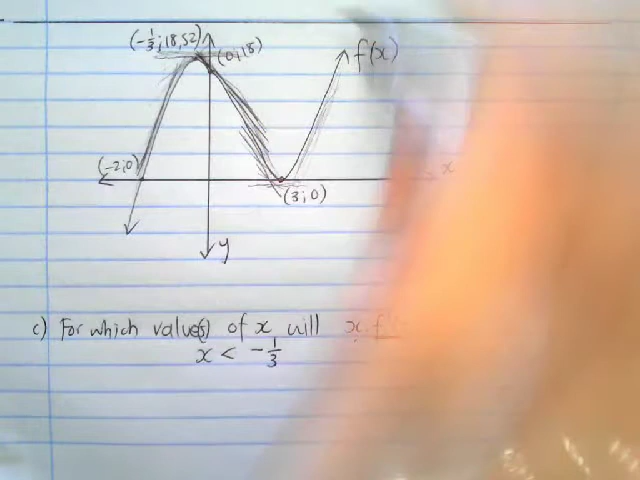 (-1/3;18,52)
(0;18)
f(x)
(-2;0)
x
(3;0)
y
c) For which value(s) of x will x.f
x < -1/3